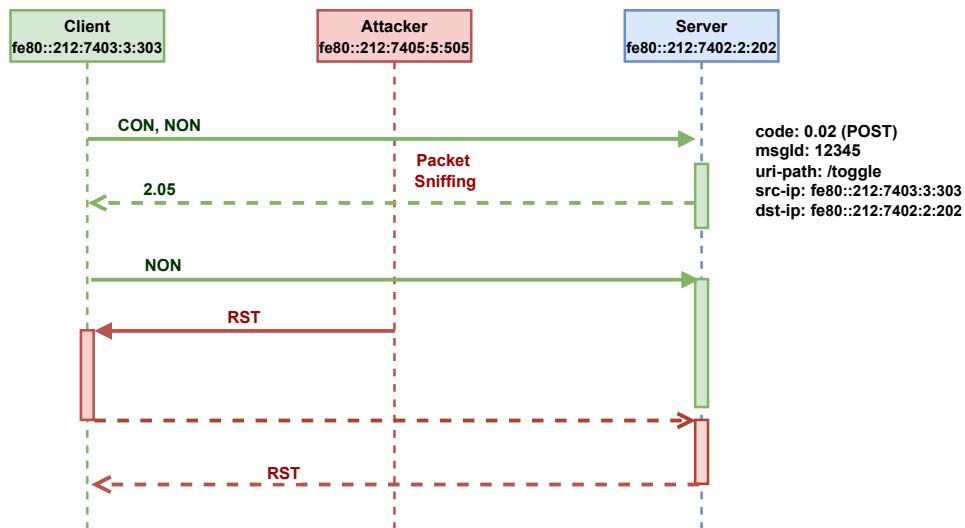 Client
fe80::212:7403:3:303
Attacker
fe80::212:7405:5:505
Server
fe80::212:7402:2:202
CON, NON
code: 0.02 (POST)
msgId: 12345
uri-path: /toggle
src-ip: fe80::212:7403:3:303
dst-ip: fe80::212:7402:2:202
Packet
Sniffing
2.05
NON
RST
RST